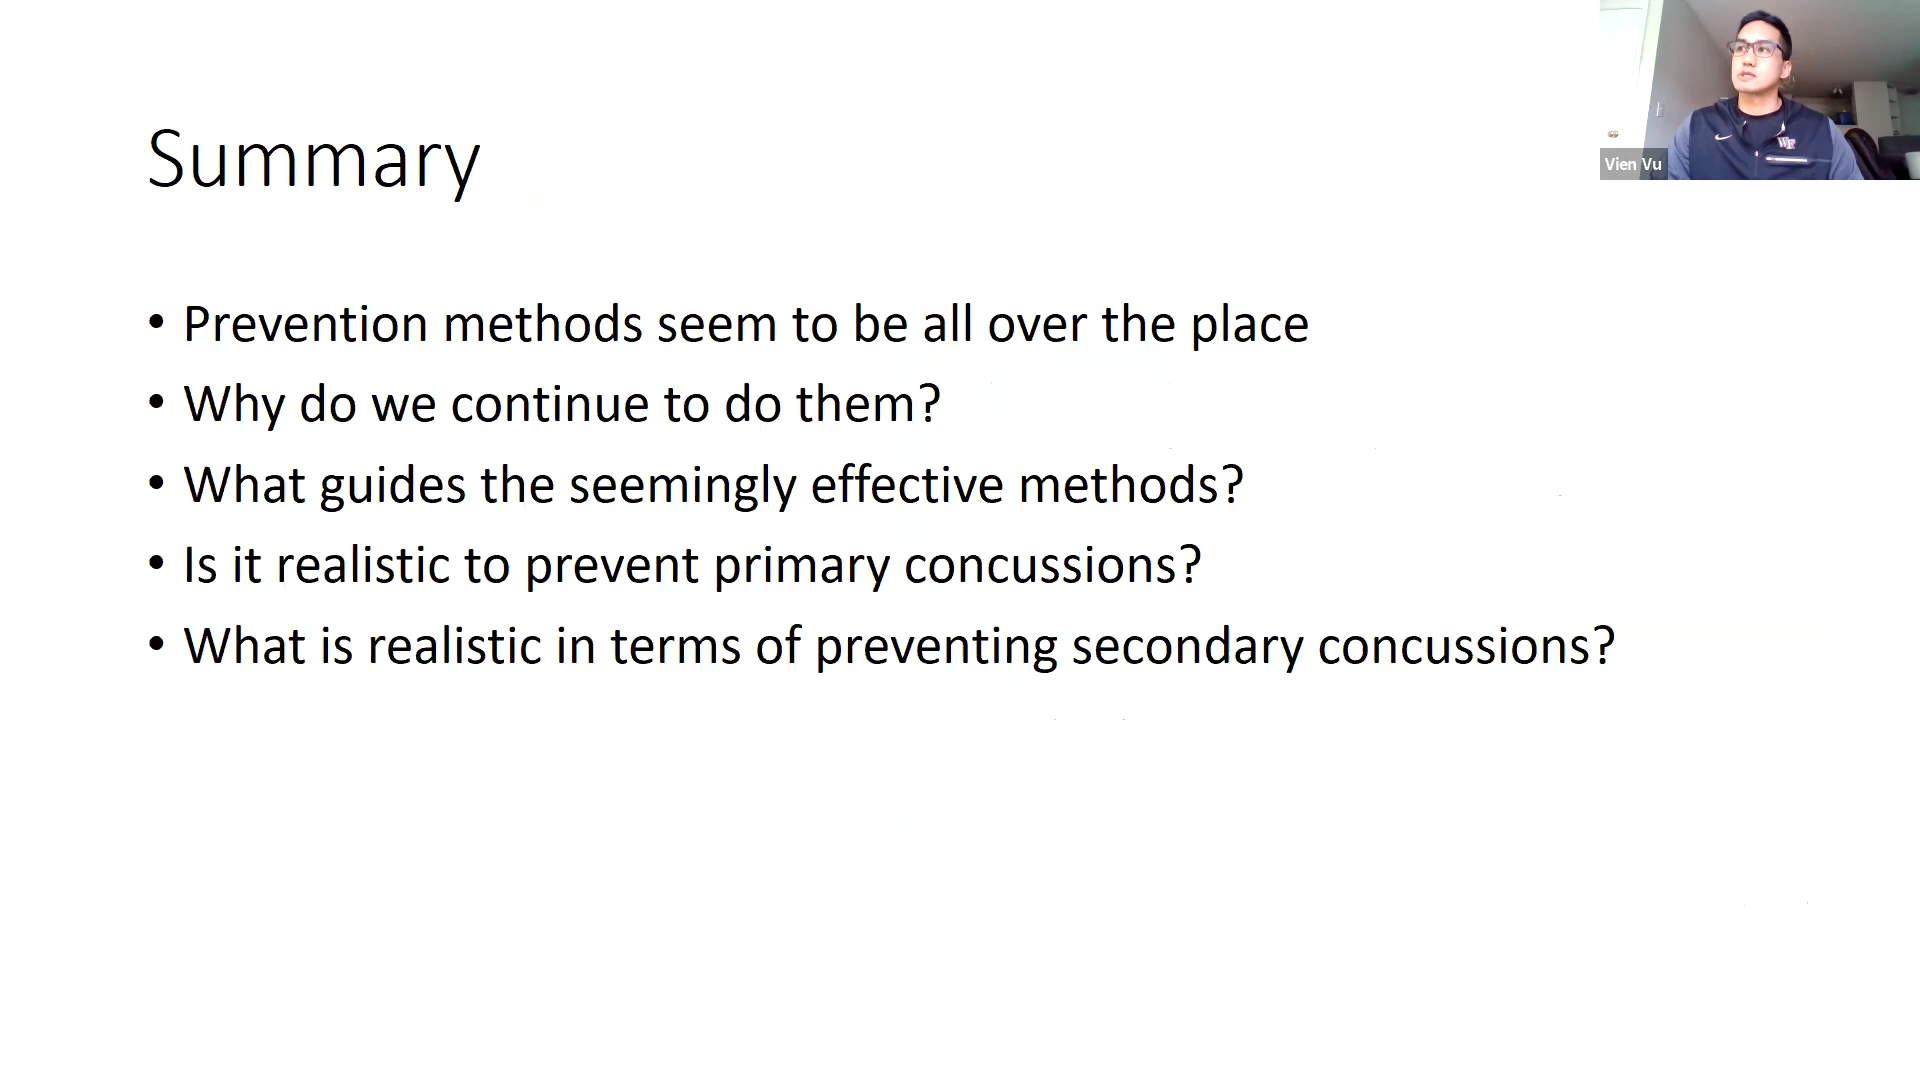 Summary
• Prevention methods seem to be all over the place
• Why do we continue to do them?
• What guides the seemingly effective methods?
• Is it realistic to prevent primary concussions?
• What is realistic in terms of preventing secondary concussions?
WF
Vien Vu